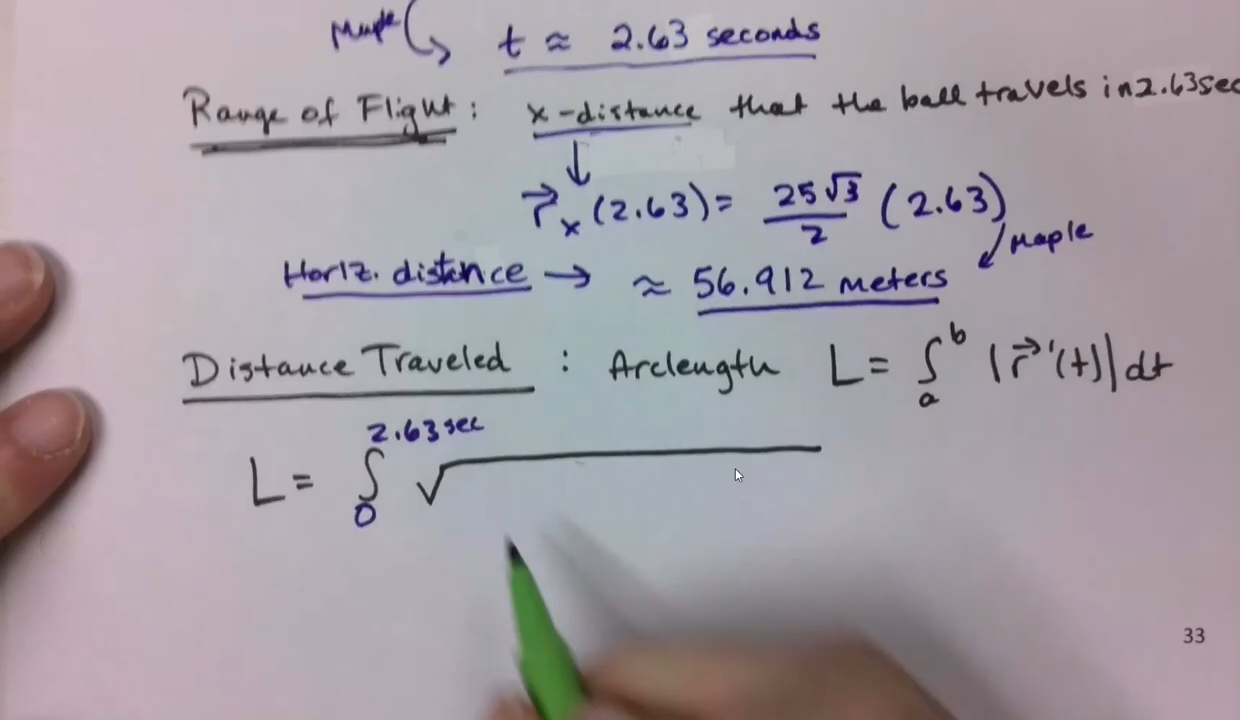 Maple t ≈ 2.63 seconds
Range of Flight : x-distance that the ball travels in 2.63 sec
r⃗ₓ (2.63) = 25√3/2 (2.63)
Maple
Horiz. distance → ≈ 56.912 meters
Distance Traveled : Arclength L = ∫ₐᵇ |r⃗'(t)| dt
2.63 sec
L = ∫₀ √
33